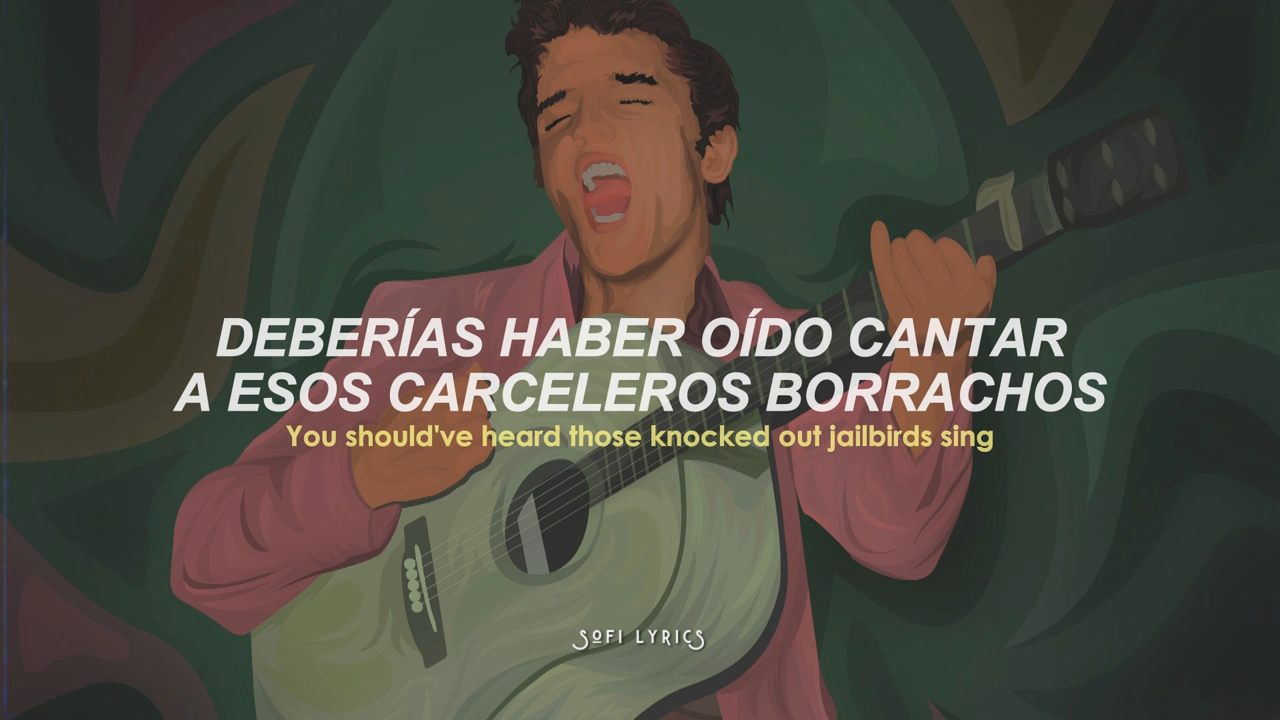 DEBERÍAS HABER OÍDO CANTAR
A ESOS CARCELEROS BORRACHOS
You should've heard those knocked out jailbirds sing
SOFI LYRICS